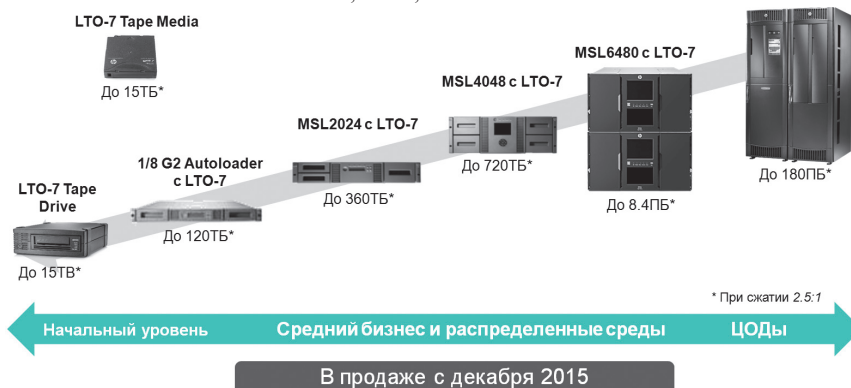 LTO-7 Tape Media
До 15ТБ*
LTO-7 Tape
Drive
До 15TB*
1/8 G2 Autoloader
с LTO-7
До 120ТБ*
MSL2024 с LTO-7
До 360ТБ*
MSL4048 с LTO-7
До 720ТБ*
MSL6480 с LTO-7
До 8.4ПБ*
До 180ПБ*
* При сжатии 2.5:1
Начальный уровень
Средний бизнес и распределенные среды
ЦОДы
В продаже с декабря 2015